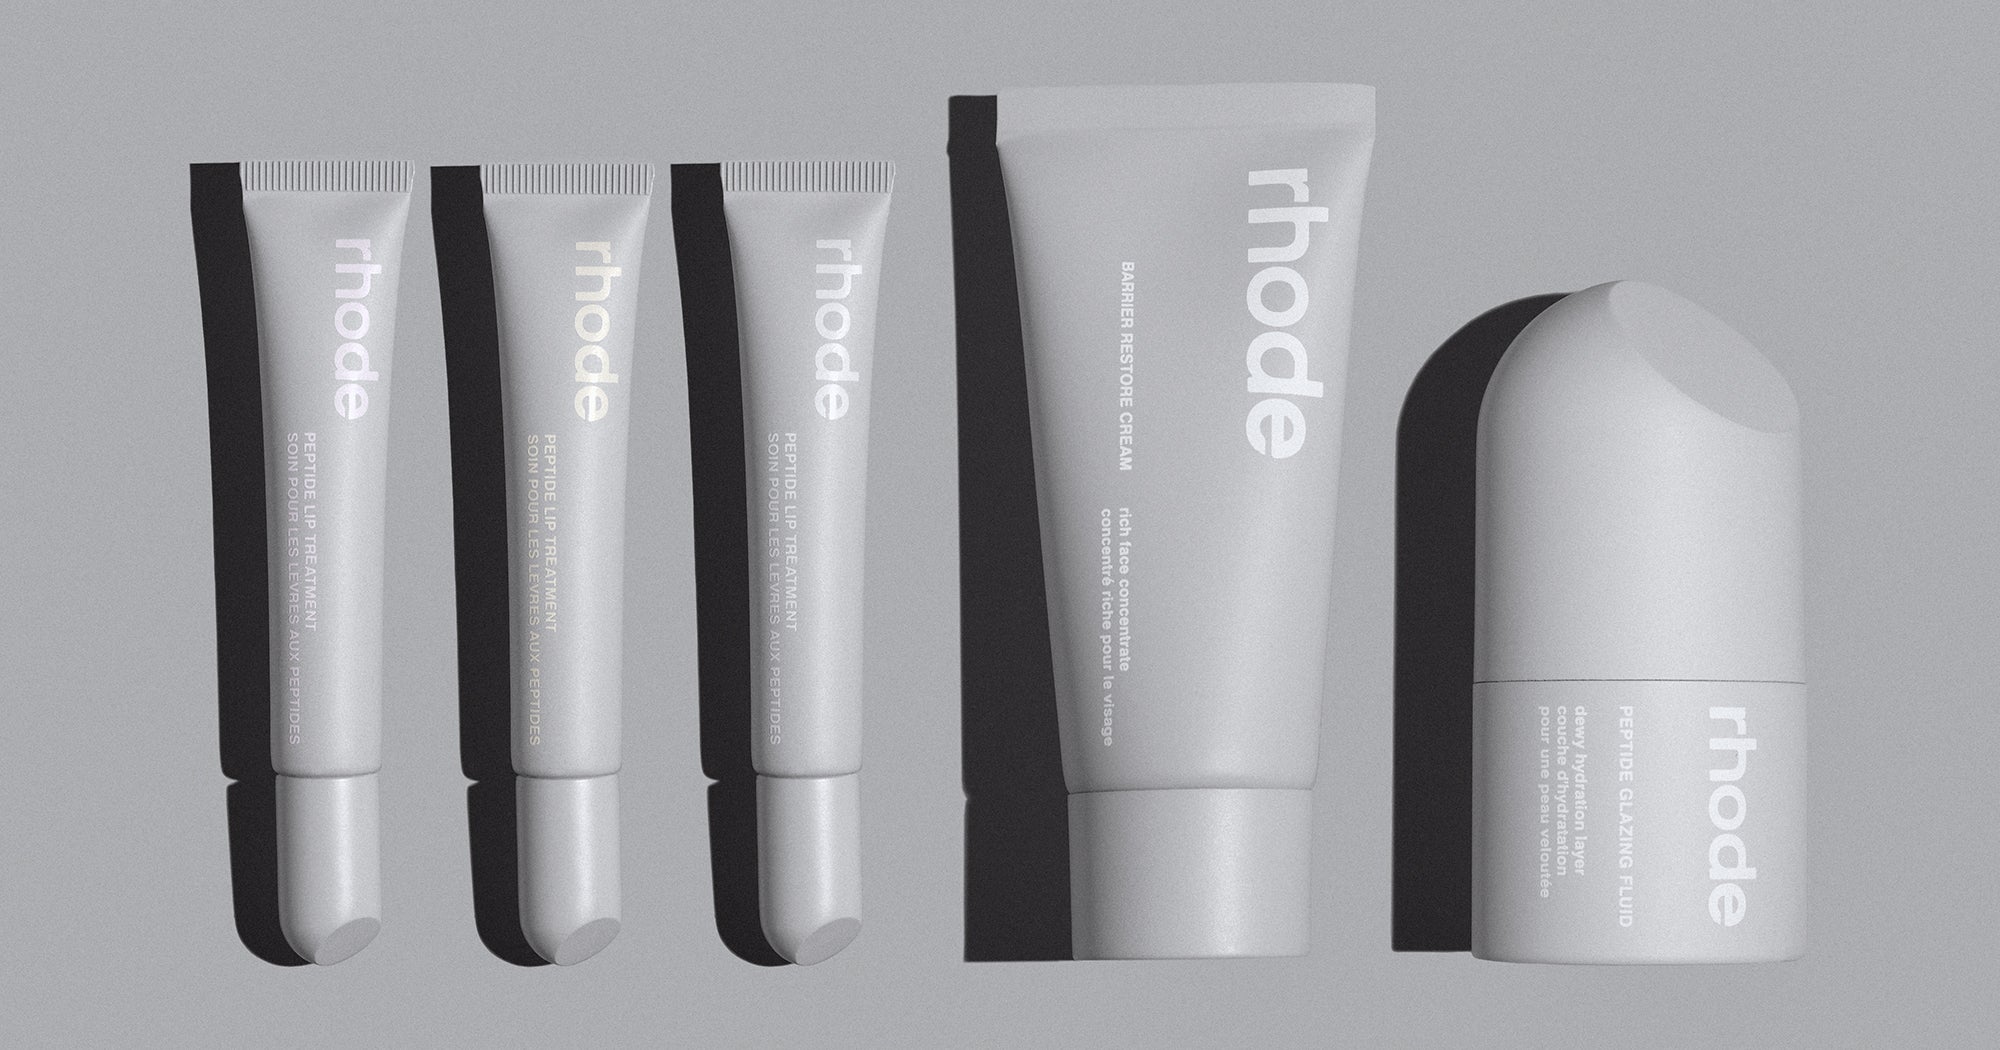 rhode
PEPTIDE LIP TREATMENT
SOIN POUR LES LÈVRES AUX PEPTIDES
rhode
PEPTIDE LIP TREATMENT
SOIN POUR LES LÈVRES AUX PEPTIDES
rhode
PEPTIDE LIP TREATMENT
SOIN POUR LES LÈVRES AUX PEPTIDES
rhode
BARRIER RESTORE CREAM
rich face concentrate
concentré riche pour le visage
rhode
PEPTIDE GLAZING FLUID
dewy hydration layer
couche d'hydratation
pour une peau veloutée